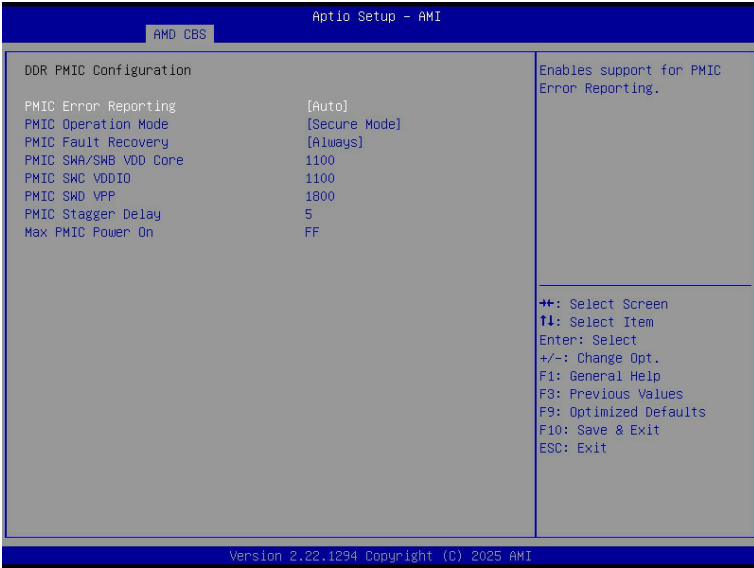 Aptio Setup - AMI
AMD CBS
DDR PMIC Configuration
PMIC Error Reporting [Auto]
PMIC Operation Mode [Secure Mode]
PMIC Fault Recovery [Always]
PMIC SWA/SWB VDD Core 1100
PMIC SWC VDDIO 1100
PMIC SWD VPP 1800
PMIC Stagger Delay 5
Max PMIC Power On FF
Enables support for PMIC
Error Reporting.
→←: Select Screen
↑↓: Select Item
Enter: Select
+/-: Change Opt.
F1: General Help
F3: Previous Values
F9: Optimized Defaults
F10: Save & Exit
ESC: Exit
Version 2.22.1294 Copyright (C) 2025 AMI